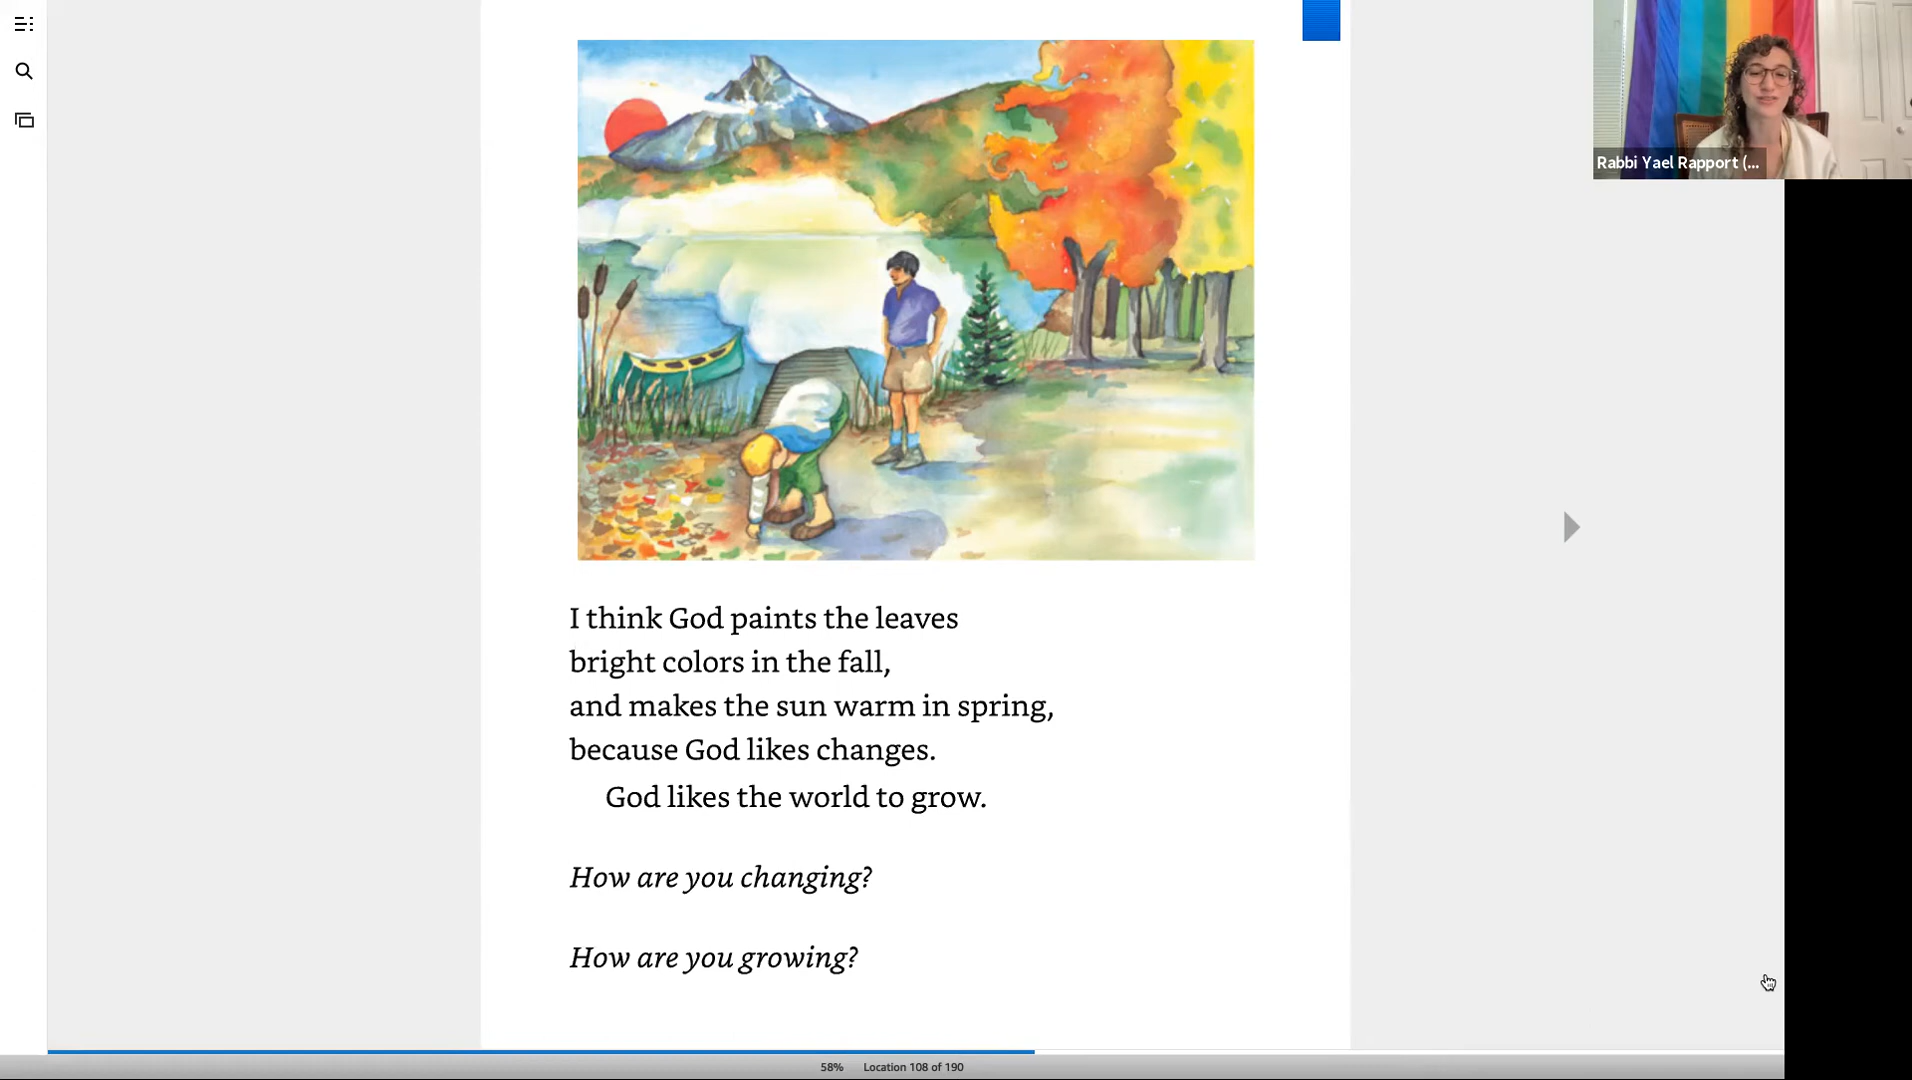 Rabbi Yael Rapport (...
I think God paints the leaves
bright colors in the fall,
and makes the sun warm in spring,
because God likes changes.
God likes the world to grow.
How are you changing?
How are you growing?
58% Location 108 of 190